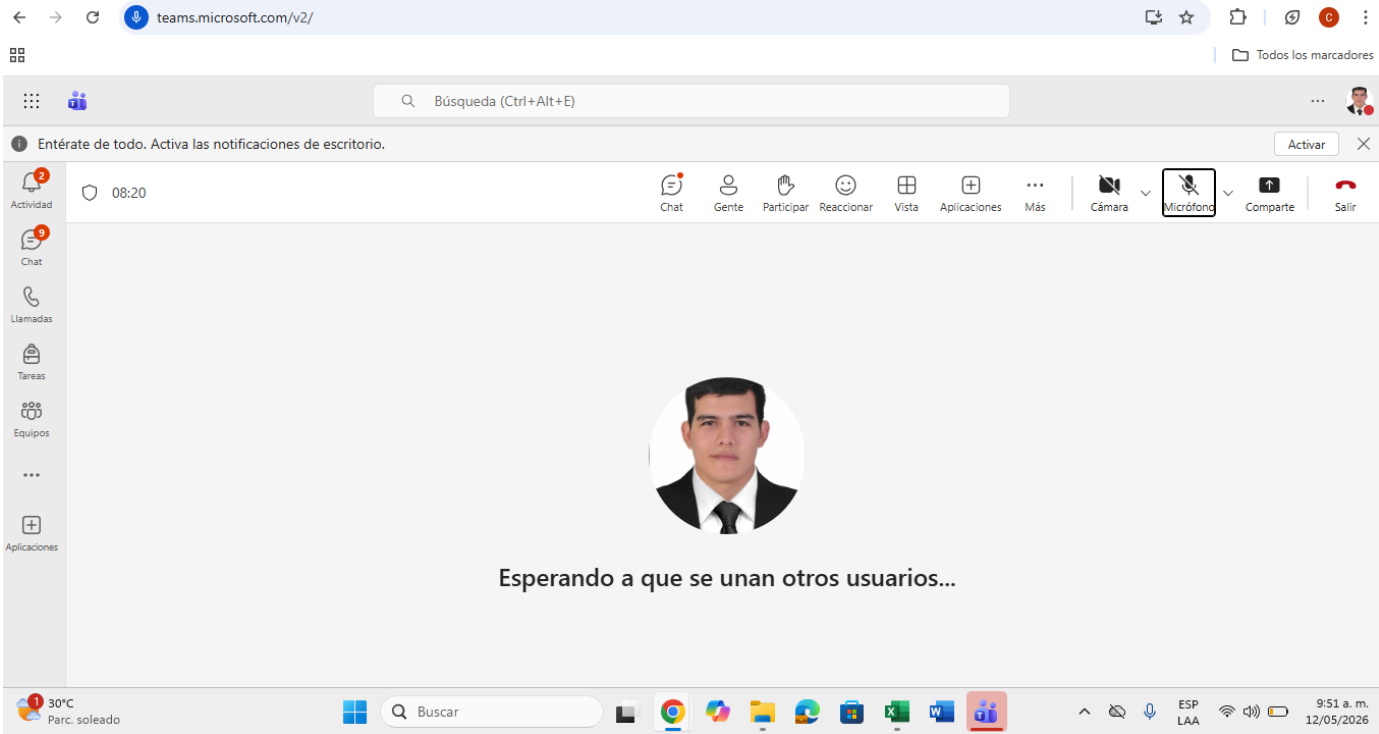 teams.microsoft.com/v2/
C
Todos los marcadores
Búsqueda (Ctrl+Alt+E)
Entérate de todo. Activa las notificaciones de escritorio.
Activar
2
Actividad
08:20
Chat
Gente
Participar
Reaccionar
Vista
Aplicaciones
Más
Cámara
Micrófono
Comparte
Salir
9
Chat
Llamadas
Tareas
Equipos
Aplicaciones
Esperando a que se unan otros usuarios...
1
30°C
Parc. soleado
Buscar
ESP
LAA
9:51 a. m.
12/05/2026